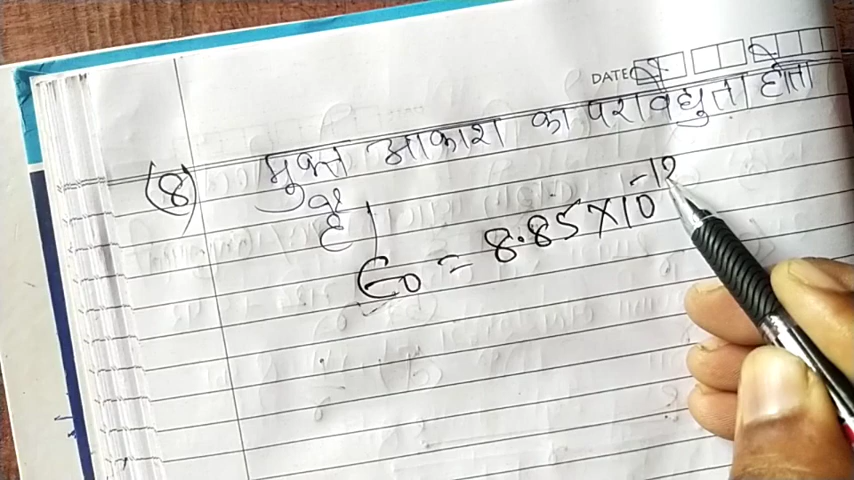 DATE
(8) मुक्त आकाश का परावैधुता होता
है।
ϵ₀ = 8.85×10⁻¹²